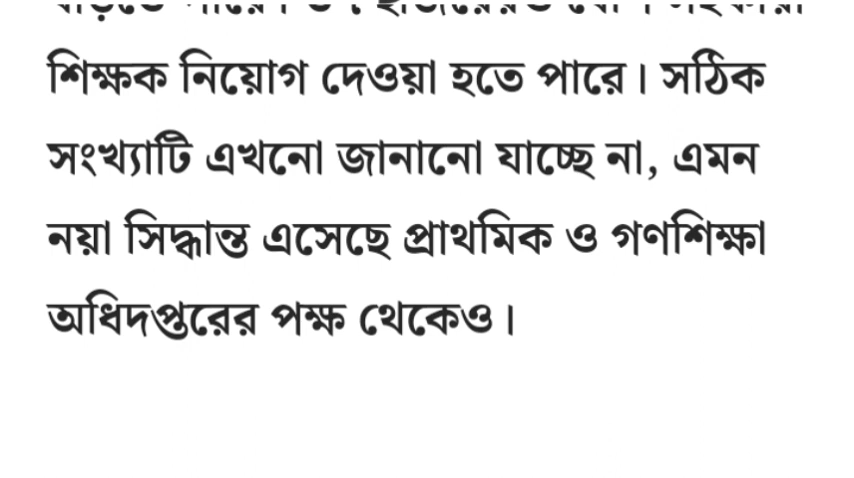 শিক্ষক নিয়োগ দেওয়া হতে পারে। সঠিক
সংখ্যাটি এখনো জানানো যাচ্ছে না, এমন
নয়া সিদ্ধান্ত এসেছে প্রাথমিক ও গণশিক্ষা
অধিদপ্তরের পক্ষ থেকেও।